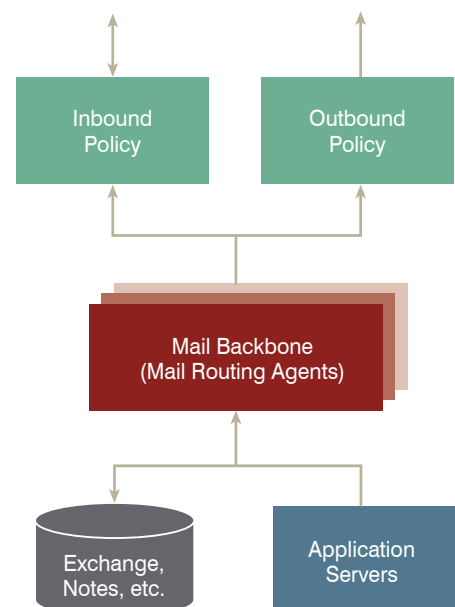 Inbound
Policy
Outbound
Policy
Mail Backbone
(Mail Routing Agents)
Exchange,
Notes, etc.
Application
Servers